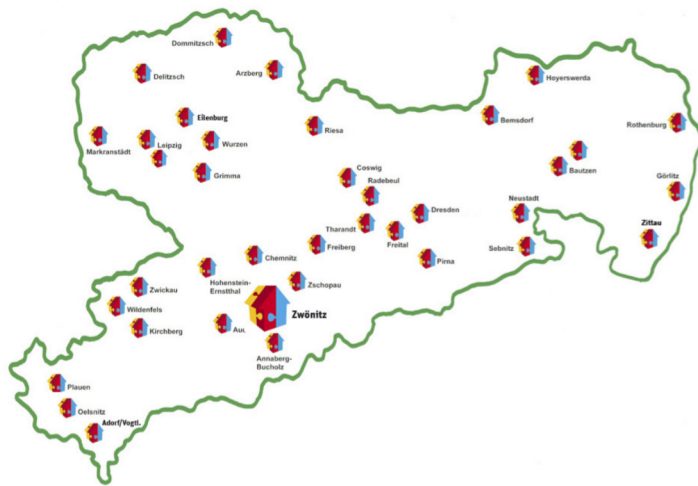 Dommitzsch
Delitzsch
Arzberg
Hoyerswerda
Eilenburg
Bernsdorf
Rothenburg
Riesa
Markranstädt
Leipzig
Wurzen
Grimma
Coswig
Radebeul
Bautzen
Görlitz
Neustadt
Dresden
Tharandt
Freital
Zittau
Sebnitz
Freiberg
Chemnitz
Pirna
Hohenstein-
Ernstthal
Zschopau
Zwickau
Wildenfels
Zwönitz
Kirchberg
Aue
Annaberg-
Bucholz
Plauen
Oelsnitz
Adorf/Vogtl.